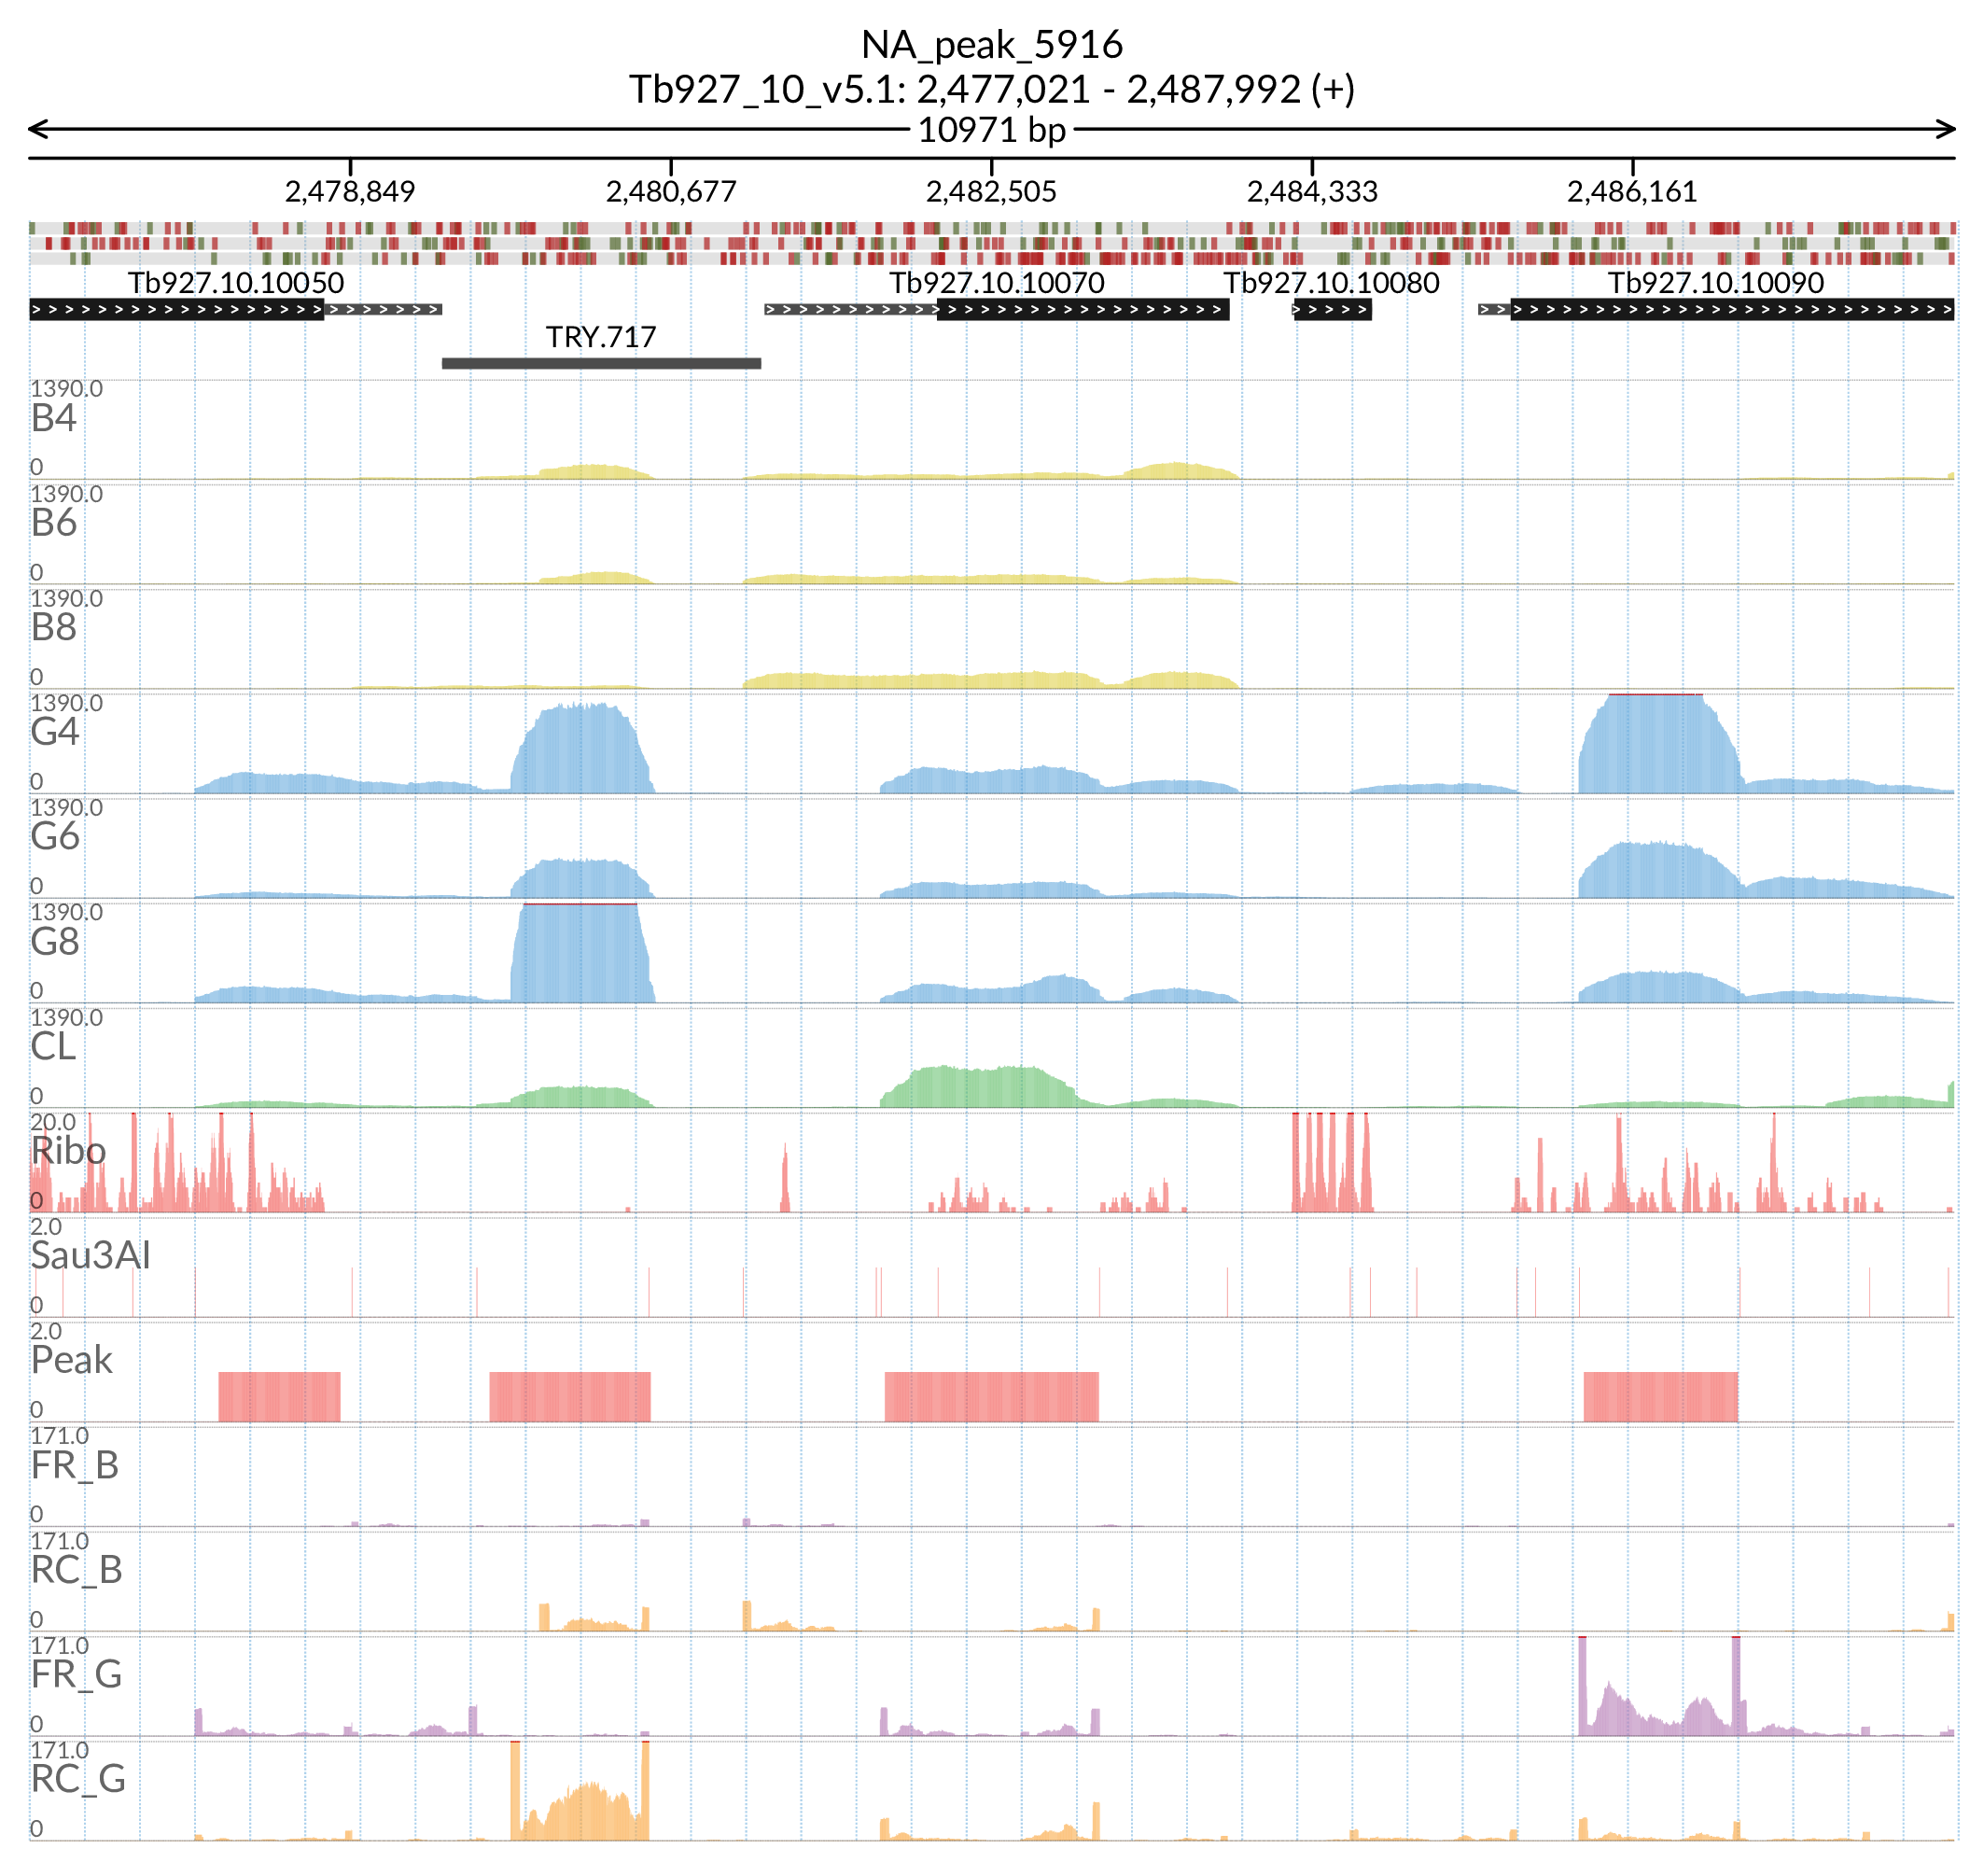 NA_peak_5916
Tb927_10_v5.1: 2,477,021 - 2,487,992 (+)
10971 bp
2,478,849 2,480,677 2,482,505 2,484,333 2,486,161
Tb927.10.10050 Tb927.10.10070 Tb927.10.10080 Tb927.10.10090
TRY.717
1390.0
B4
0
1390.0
B6
0
1390.0
B8
0
1390.0
G4
0
1390.0
G6
0
1390.0
G8
0
1390.0
CL
0
20.0
Ribo
0
2.0
Sau3AI
0
2.0
Peak
0
171.0
FR_B
0
171.0
RC_B
0
171.0
FR_G
0
171.0
RC_G
0